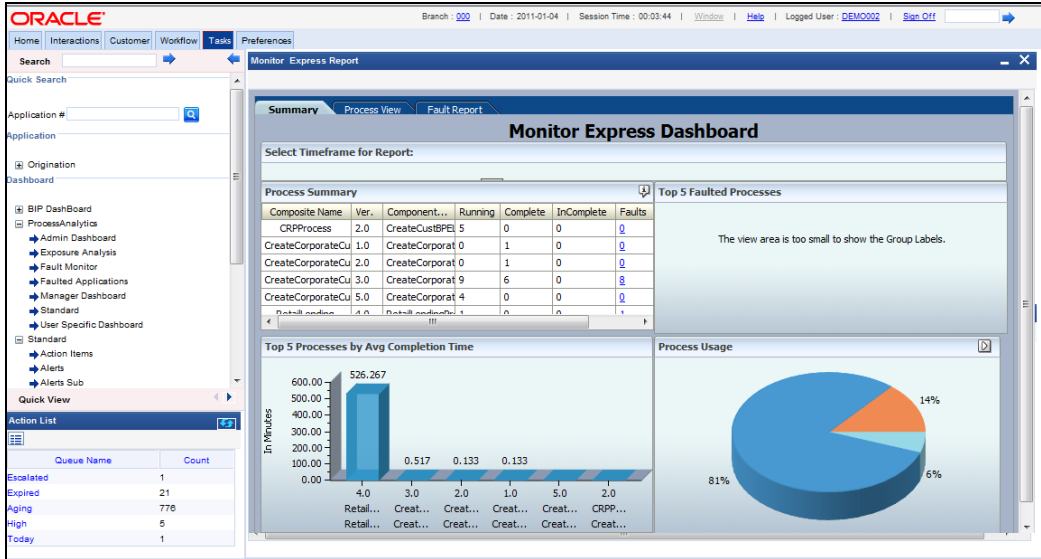 ORACLE
Branch : 000 | Date : 2011-01-04 | Session Time : 00:03:44 | Window | Help | Logged User : DEMO002 | Sign Off
Home Interactions Customer Workflow Tasks Preferences
Search
Quick Search
Application #
Application
Origination
Dashboard
BIP DashBoard
ProcessAnalytics
Admin Dashboard
Exposure Analysis
Fault Monitor
Faulted Applications
Manager Dashboard
Standard
User Specific Dashboard
Standard
Action Items
Alerts
Alerts Sub
Quick View
Action List
Queue Name Count
Escalated 1
Expired 21
Aging 776
High 5
Today 1
Monitor Express Report
Summary Process View Fault Report
Monitor Express Dashboard
Select Timeframe for Report:
Process Summary
Composite Name Ver. Component... Running Complete InComplete Faults
CRPProcess 2.0 CreateCustBPEL 5 0 0 0
CreateCorporateCu 1.0 CreateCorporat 0 1 0 0
CreateCorporateCu 2.0 CreateCorporat 0 1 0 0
CreateCorporateCu 3.0 CreateCorporat 9 6 0 8
CreateCorporateCu 5.0 CreateCorporat 4 0 0 0
RetailLending 4.0 RetailLendingPr 1 0 0 1
Top 5 Faulted Processes
The view area is too small to show the Group Labels.
Top 5 Processes by Avg Completion Time
In Minutes
600.00
500.00
400.00
300.00
200.00
100.00
0.00
526.267 0.517 0.133 0.133
4.0 3.0 2.0 1.0 5.0 2.0
Retail... Creat... Creat... Creat... Creat... CRPP...
Retail... Creat... Creat... Creat... Creat... Creat...
Process Usage
14%
6%
81%